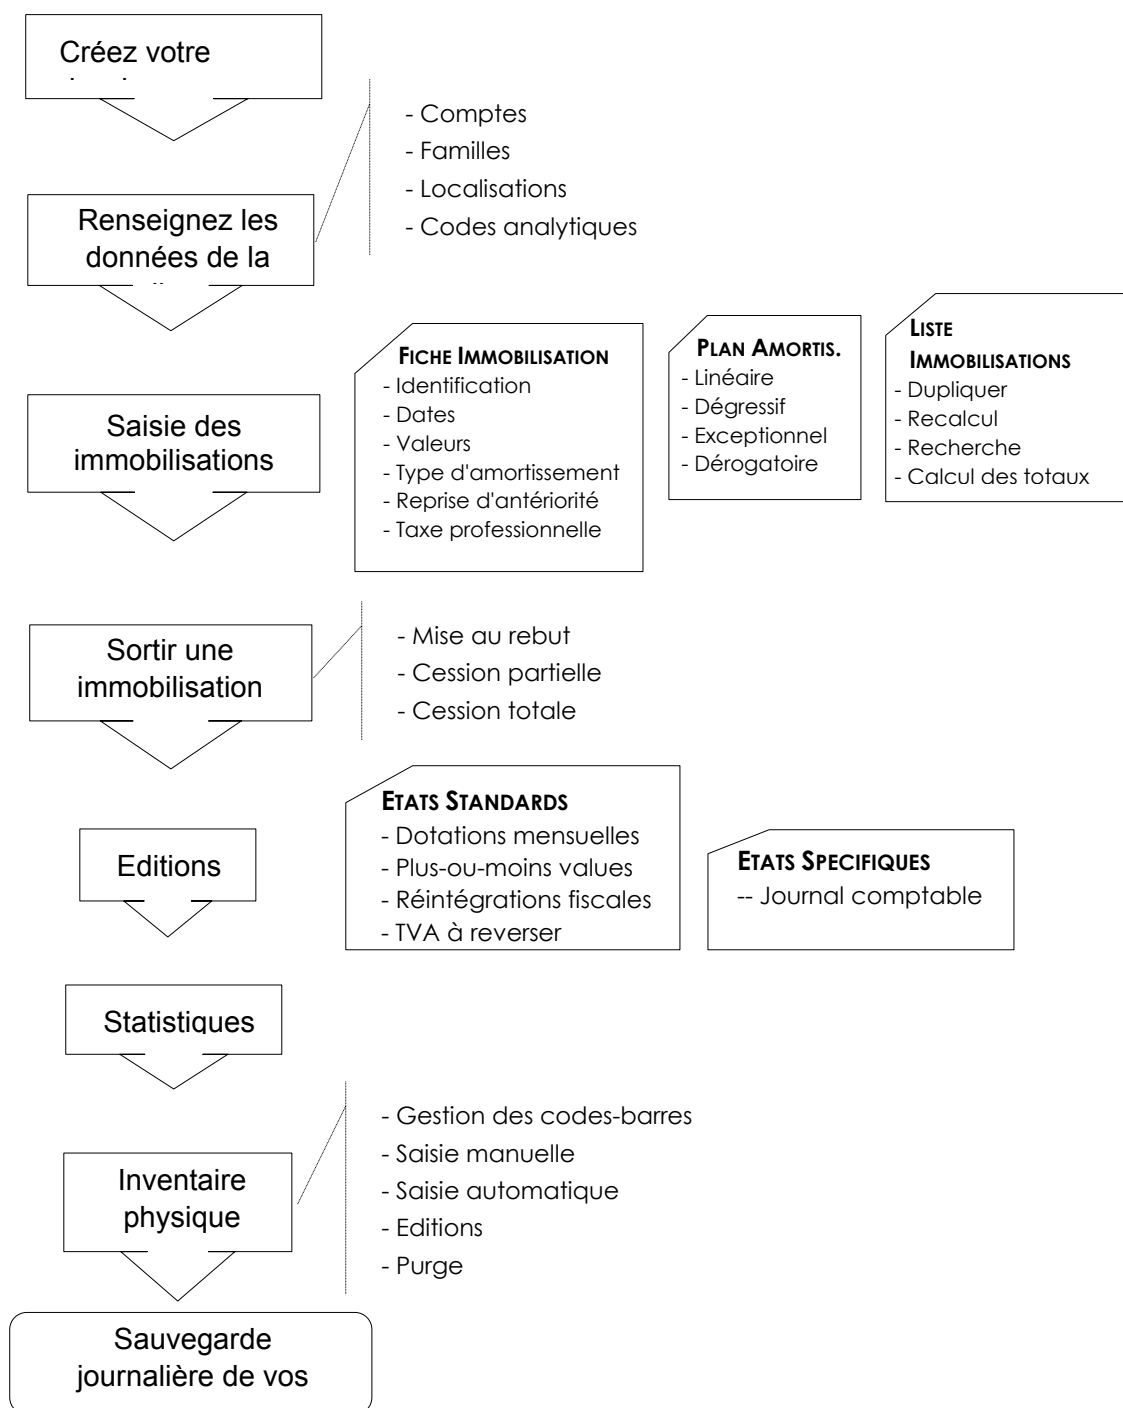 Créez votre
- Comptes
- Familles
- Localisations
- Codes analytiques
Renseignez les
données de la
FICHE IMMOBILISATION
- Identification
- Dates
- Valeurs
- Type d'amortissement
- Reprise d'antériorité
- Taxe professionnelle
PLAN AMORTIS.
- Linéaire
- Dégressif
- Exceptionnel
- Dérogatoire
LISTE
IMMOBILISATIONS
- Dupliquer
- Recalcul
- Recherche
- Calcul des totaux
Saisie des
immobilisations
Sortir une
immobilisation
- Mise au rebut
- Cession partielle
- Cession totale
ETATS STANDARDS
- Dotations mensuelles
- Plus-ou-moins values
- Réintégrations fiscales
- TVA à reverser
ETATS SPECIFIQUES
-- Journal comptable
Editions
Statistiques
- Gestion des codes-barres
- Saisie manuelle
- Saisie automatique
- Editions
- Purge
Inventaire
physique
Sauvegarde
journalière de vos